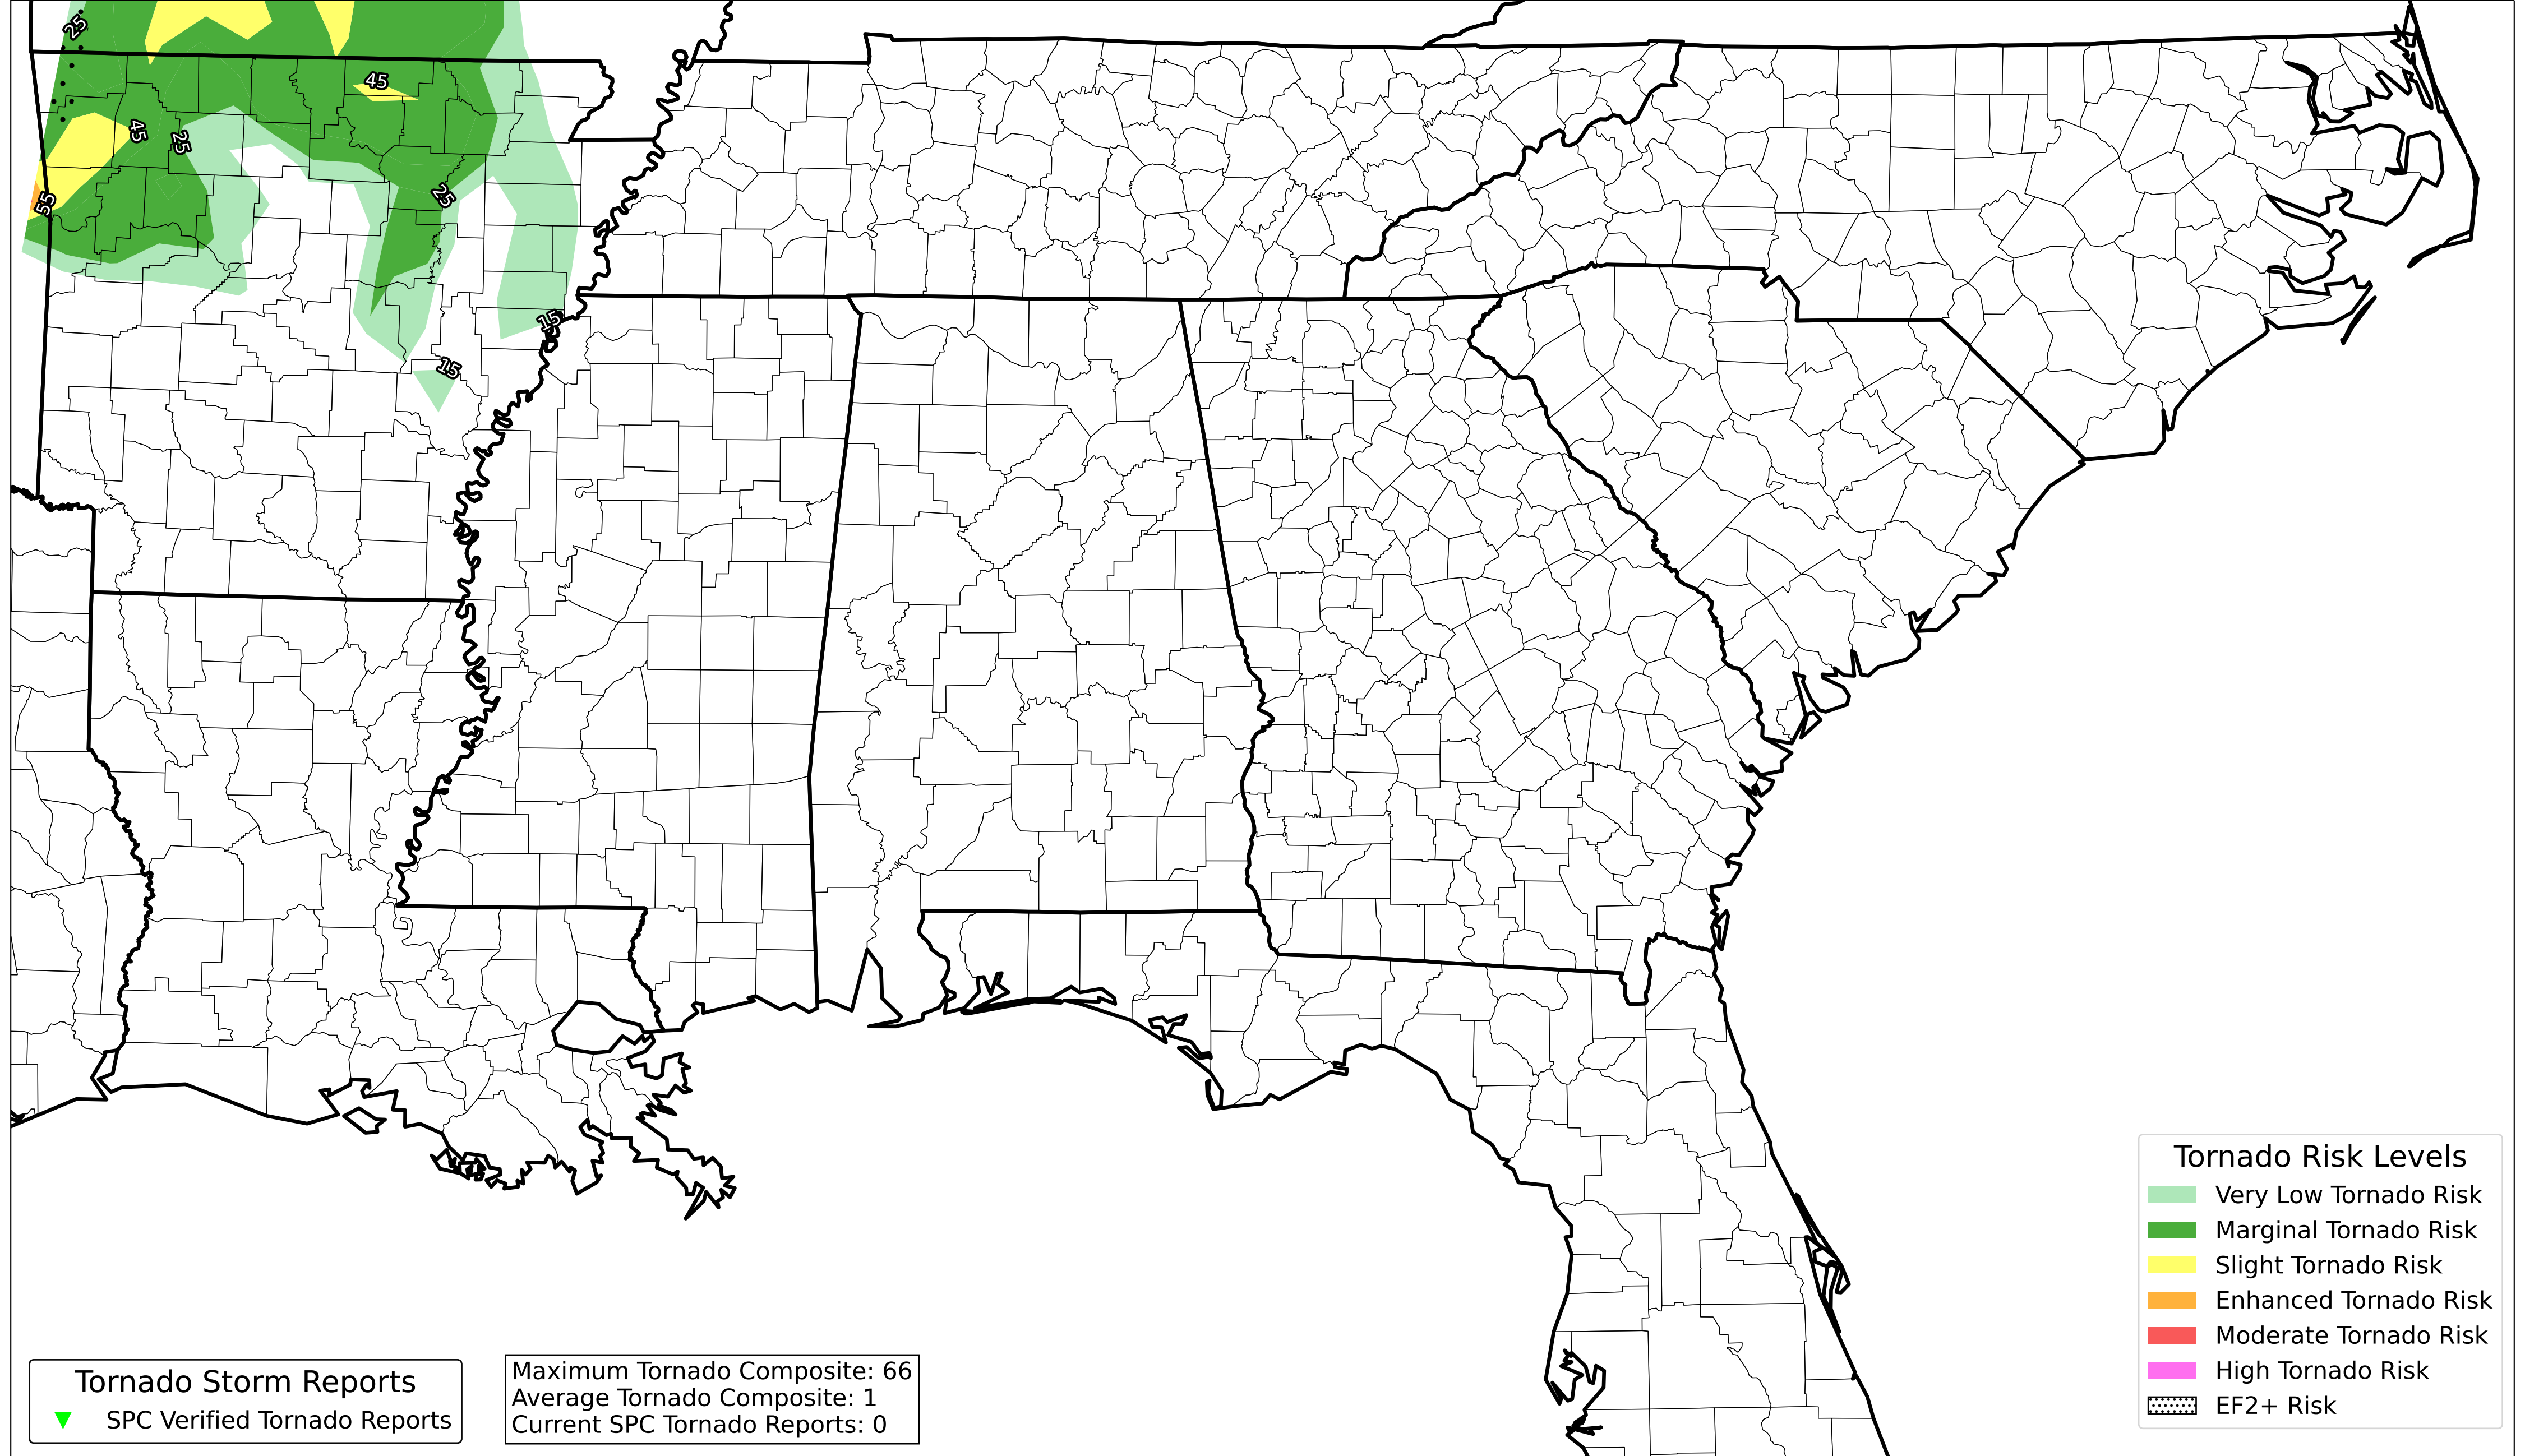 25
45
45
25
25
55
15
15
Tornado Risk Levels
Very Low Tornado Risk
Marginal Tornado Risk
Slight Tornado Risk
Enhanced Tornado Risk
Moderate Tornado Risk
High Tornado Risk
EF2+ Risk
Tornado Storm Reports
SPC Verified Tornado Reports
Maximum Tornado Composite: 66
Average Tornado Composite: 1
Current SPC Tornado Reports: 0